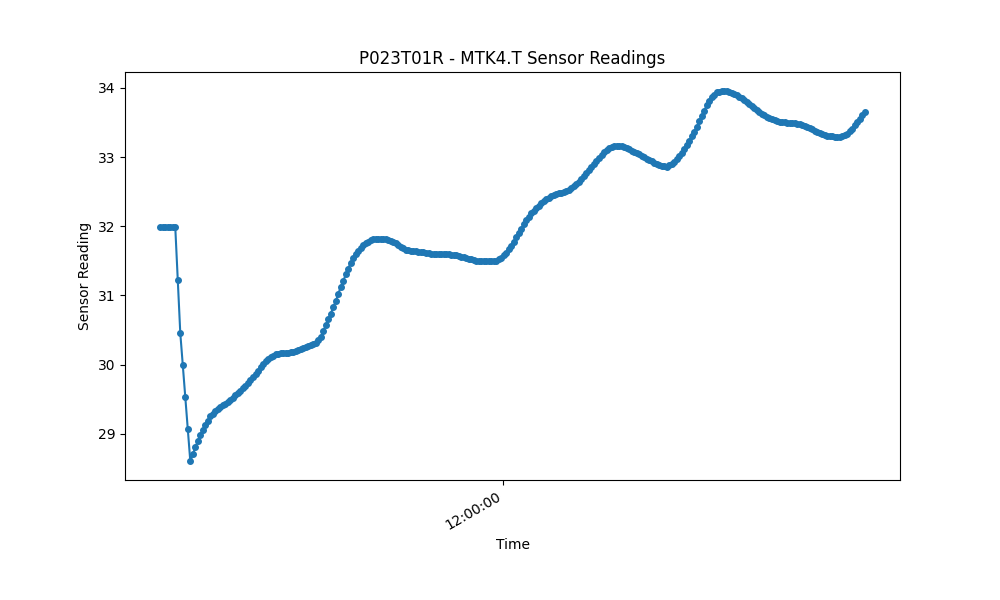 P023T01R - MTK4.T Sensor Readings
34
33
32
31
30
29
Sensor Reading
12:00:00
Time